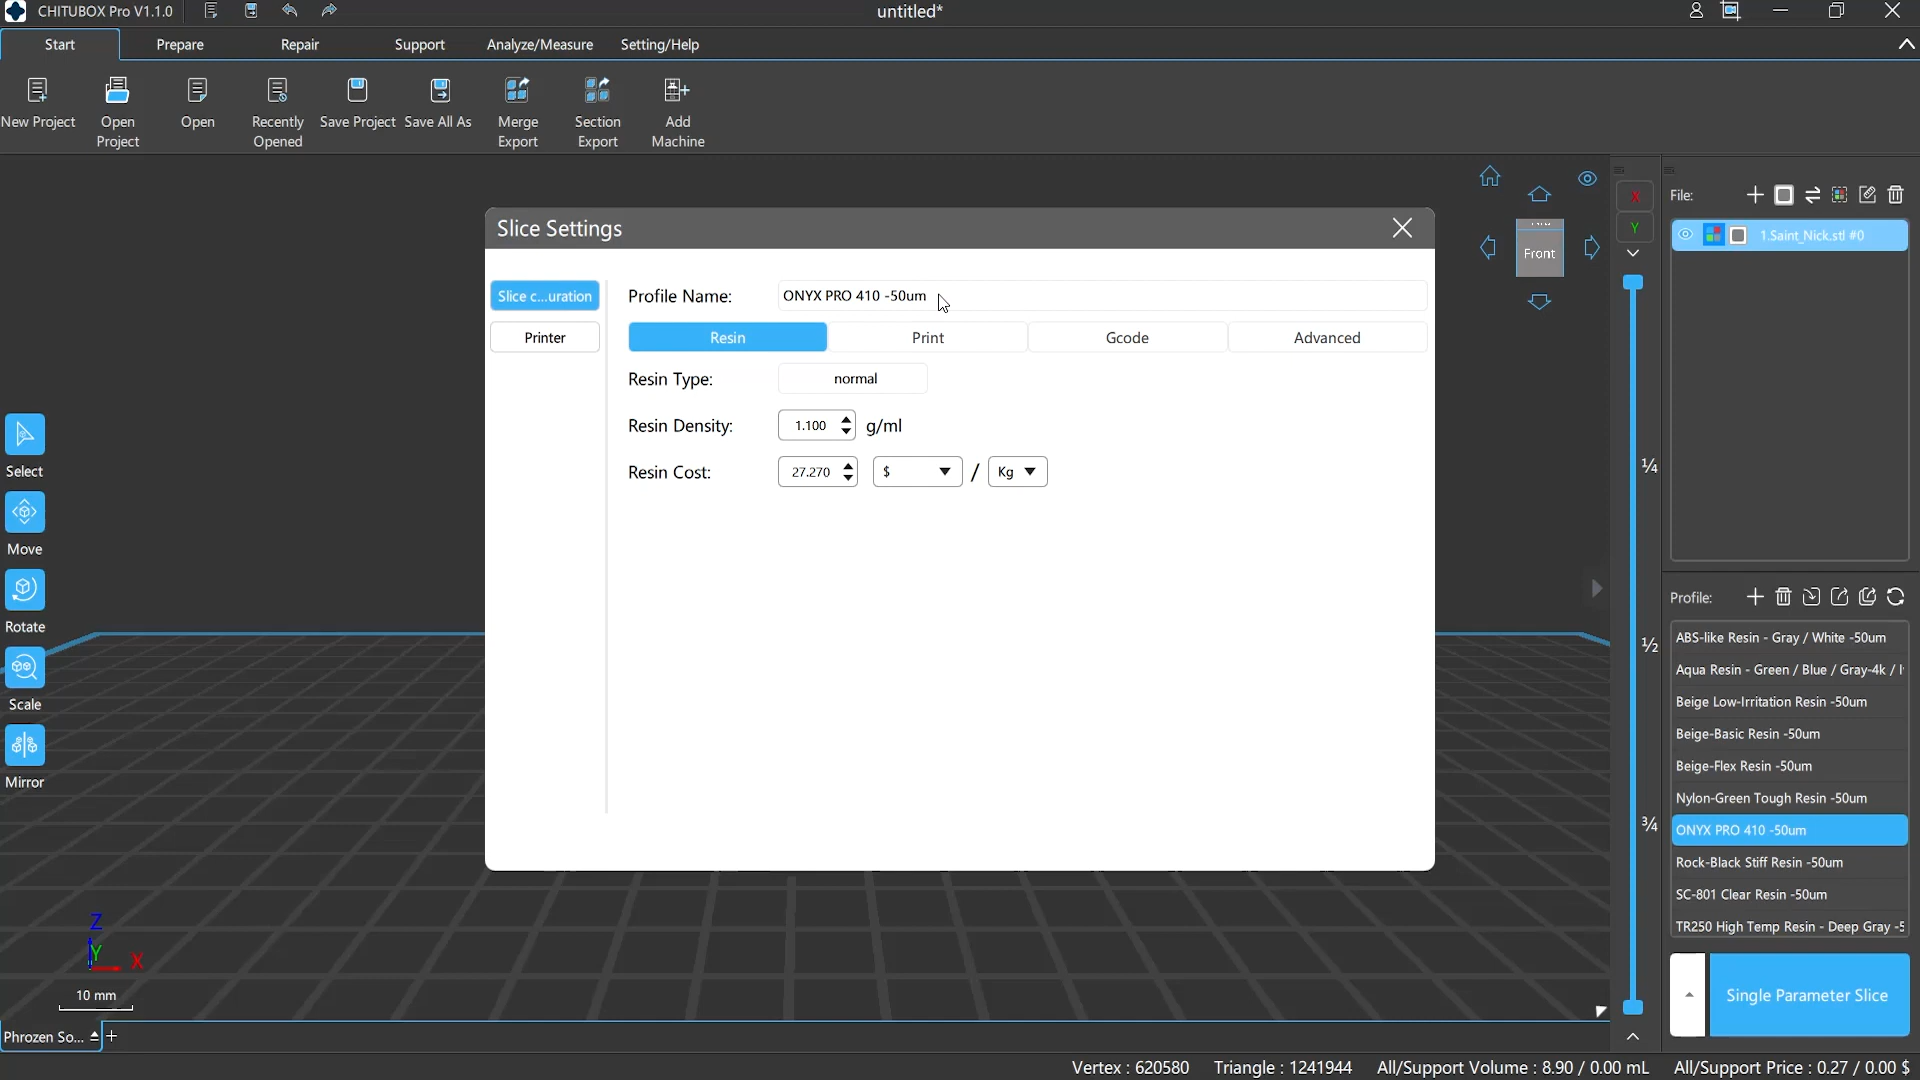 CHITUBOX Pro V1.1.0
untitled*
Start
Prepare
Repair
Support
Analyze/Measure
Setting/Help
New Project
Open
Project
Open
Recently
Opened
Save Project
Save All As
Merge
Export
Section
Export
Add
Machine
Front
X
Y
File:
1.Saint_Nick.stl #0
Slice Settings
Slice c...uration
Printer
Profile Name:
ONYX PRO 410 -50um
Resin
Print
Gcode
Advanced
Resin Type:
normal
Resin Density:
1.100
g/ml
Resin Cost:
27.270
$
/
Kg
Select
Move
Rotate
Scale
Mirror
¼
½
¾
Profile:
ABS-like Resin - Gray / White -50um
Aqua Resin - Green / Blue / Gray-4k /
Beige Low-Irritation Resin -50um
Beige-Basic Resin -50um
Beige-Flex Resin -50um
Nylon-Green Tough Resin -50um
ONYX PRO 410 -50um
Rock-Black Stiff Resin -50um
SC-801 Clear Resin -50um
TR250 High Temp Resin - Deep Gray -5
Single Parameter Slice
Z
Y
X
10 mm
Phrozen So...
Vertex : 620580
Triangle : 1241944
All/Support Volume : 8.90 / 0.00 mL
All/Support Price : 0.27 / 0.00 $